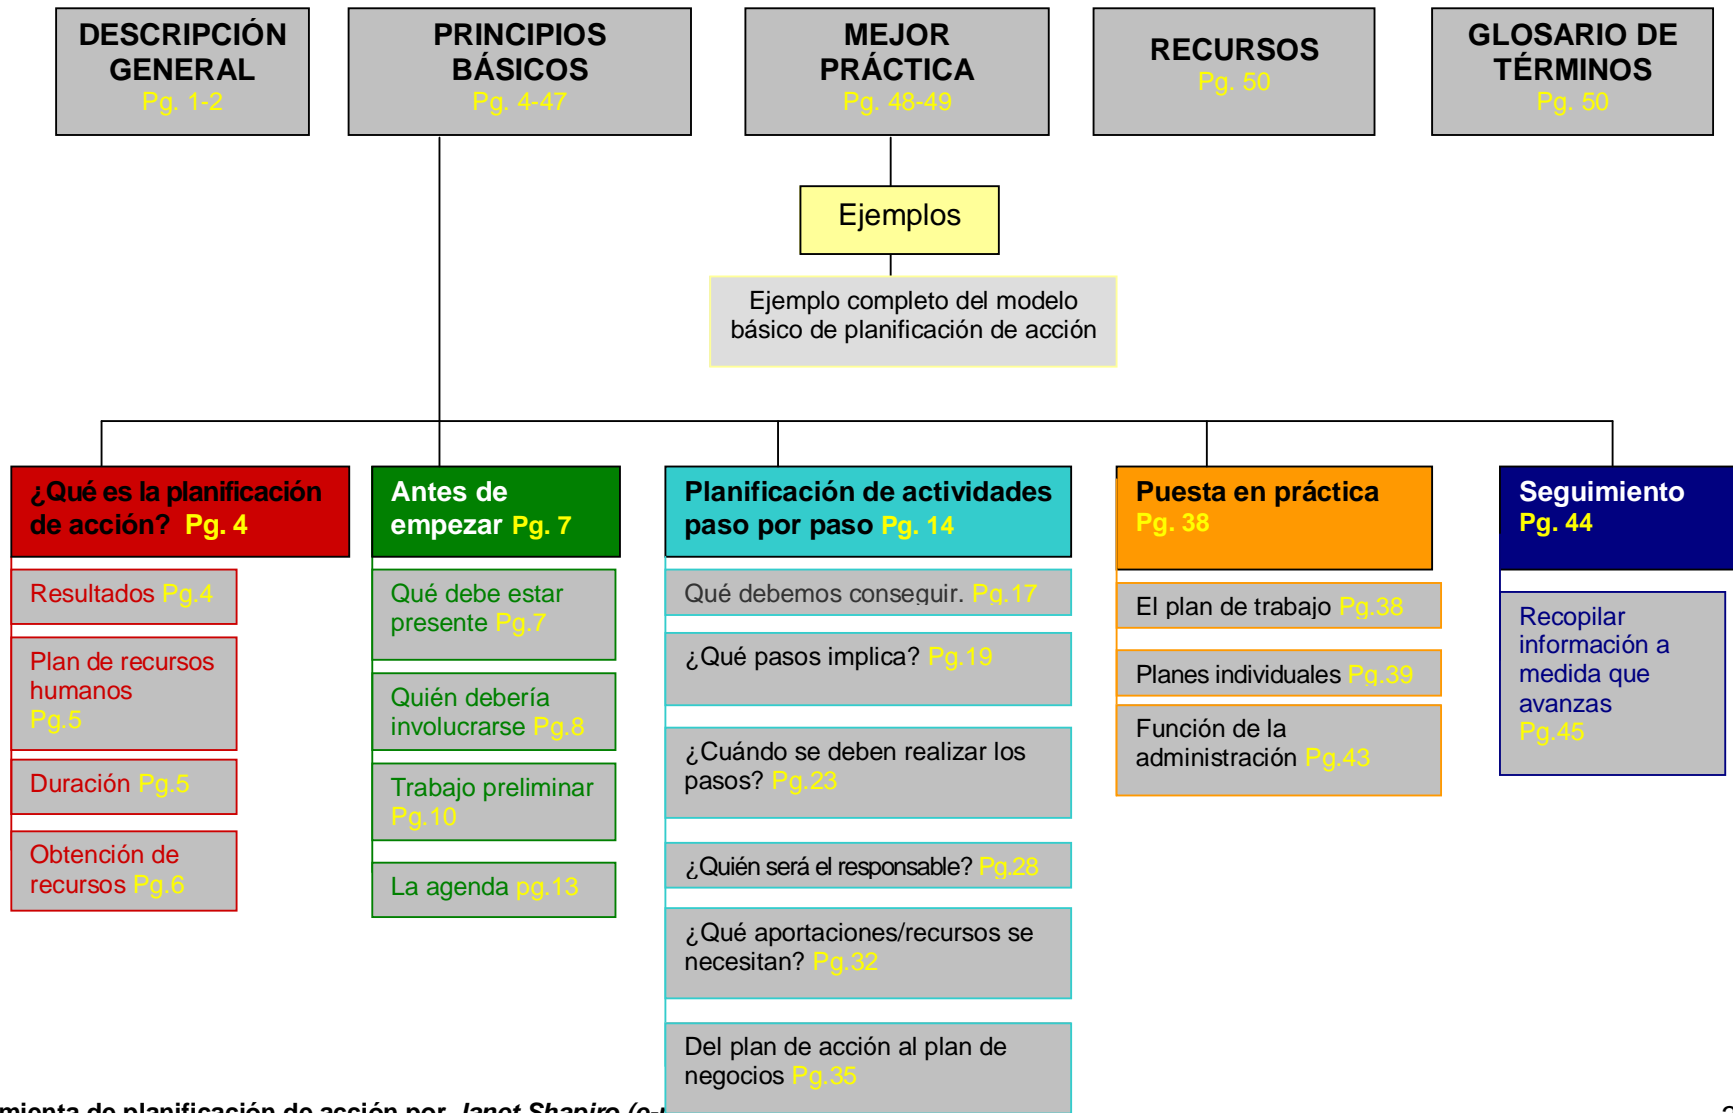 DESCRIPCIÓN
GENERAL
Pg. 1-2
PRINCIPIOS
BÁSICOS
Pg. 4-47
MEJOR
PRÁCTICA
Pg. 48-49
RECURSOS
Pg. 50
GLOSARIO DE
TÉRMINOS
Pg. 50
Ejemplos
Ejemplo completo del modelo
básico de planificación de acción
¿Qué es la planificación
de acción? Pg. 4
Resultados Pg.4
Plan de recursos
humanos
Pg.5
Duración Pg.5
Obtención de
recursos Pg.6
Antes de
empezar Pg. 7
Qué debe estar
presente Pg.7
Quién debería
involucrarse Pg.8
Trabajo preliminar
Pg.10
La agenda pg.13
Planificación de actividades
paso por paso Pg. 14
Qué debemos conseguir. Pg.17
¿Qué pasos implica? Pg.19
¿Cuándo se deben realizar los
pasos? Pg.23
¿Quién será el responsable? Pg.28
¿Qué aportaciones/recursos se
necesitan? Pg.32
Del plan de acción al plan de
negocios Pg.35
Puesta en práctica
Pg. 38
El plan de trabajo Pg.38
Planes individuales Pg.39
Función de la
administración Pg.43
Seguimiento
Pg. 44
Recopilar
información a
medida que
avanzas
Pg.45
mienta de planificación de acción por Janet Shapiro